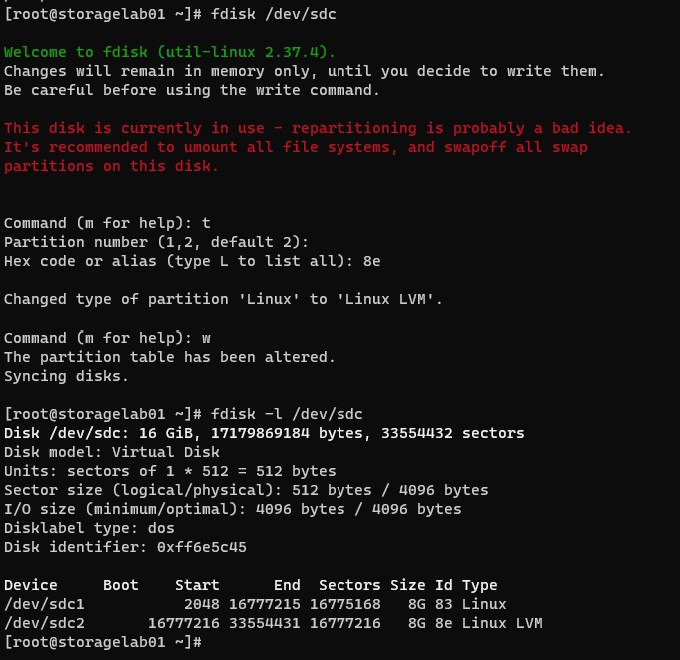 [root@storagelab01 ~]# fdisk /dev/sdc
Welcome to fdisk (util-linux 2.37.4).
Changes will remain in memory only, until you decide to write them.
Be careful before using the write command.
This disk is currently in use - repartitioning is probably a bad idea.
It's recommended to umount all file systems, and swapoff all swap
partitions on this disk.
Command (m for help): t
Partition number (1,2, default 2):
Hex code or alias (type L to list all): 8e
Changed type of partition 'Linux' to 'Linux LVM'.
Command (m for help): w
The partition table has been altered.
Syncing disks.
[root@storagelab01 ~]# fdisk -l /dev/sdc
Disk /dev/sdc: 16 GiB, 17179869184 bytes, 33554432 sectors
Disk model: Virtual Disk
Units: sectors of 1 * 512 = 512 bytes
Sector size (logical/physical): 512 bytes / 4096 bytes
I/O size (minimum/optimal): 4096 bytes / 4096 bytes
Disklabel type: dos
Disk identifier: 0xff6e5c45
Device     Boot    Start      End  Sectors Size Id Type
/dev/sdc1           2048 16777215 16775168   8G 83 Linux
/dev/sdc2       16777216 33554431 16777216   8G 8e Linux LVM
[root@storagelab01 ~]#